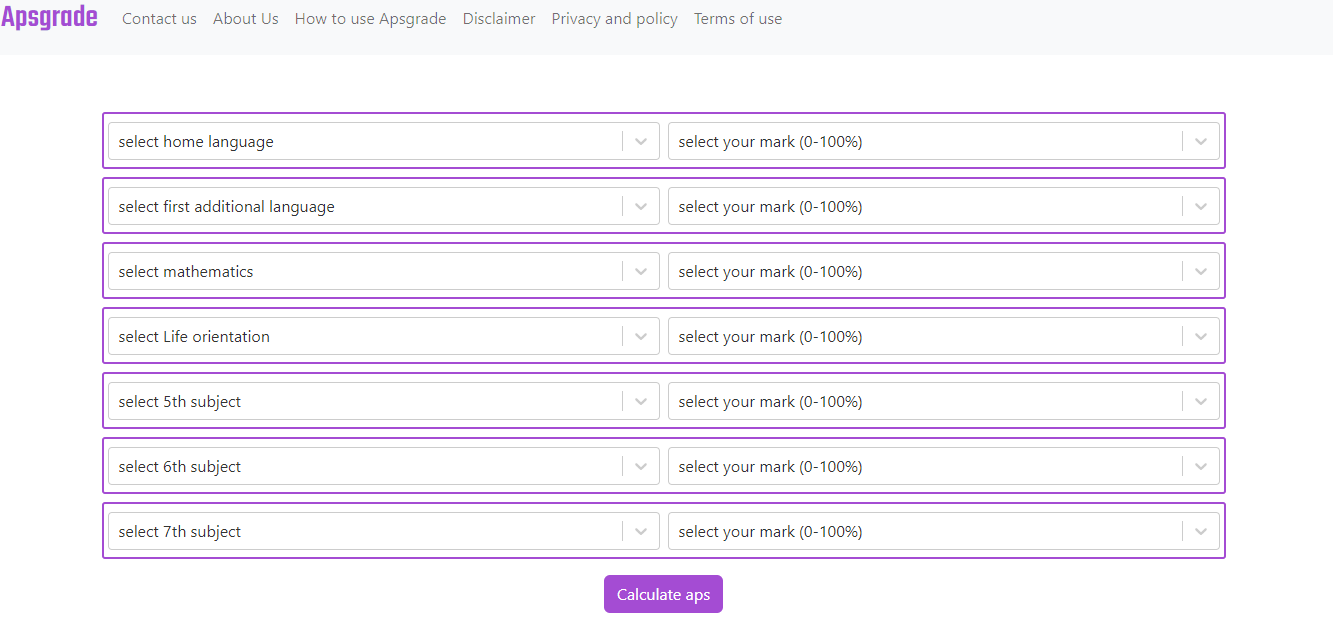 Apsgrade Contact us About Us How to use Apsgrade Disclaimer Privacy and policy Terms of use
select home language select your mark (0-100%)
select first additional language select your mark (0-100%)
select mathematics select your mark (0-100%)
select Life orientation select your mark (0-100%)
select 5th subject select your mark (0-100%)
select 6th subject select your mark (0-100%)
select 7th subject select your mark (0-100%)
Calculate aps